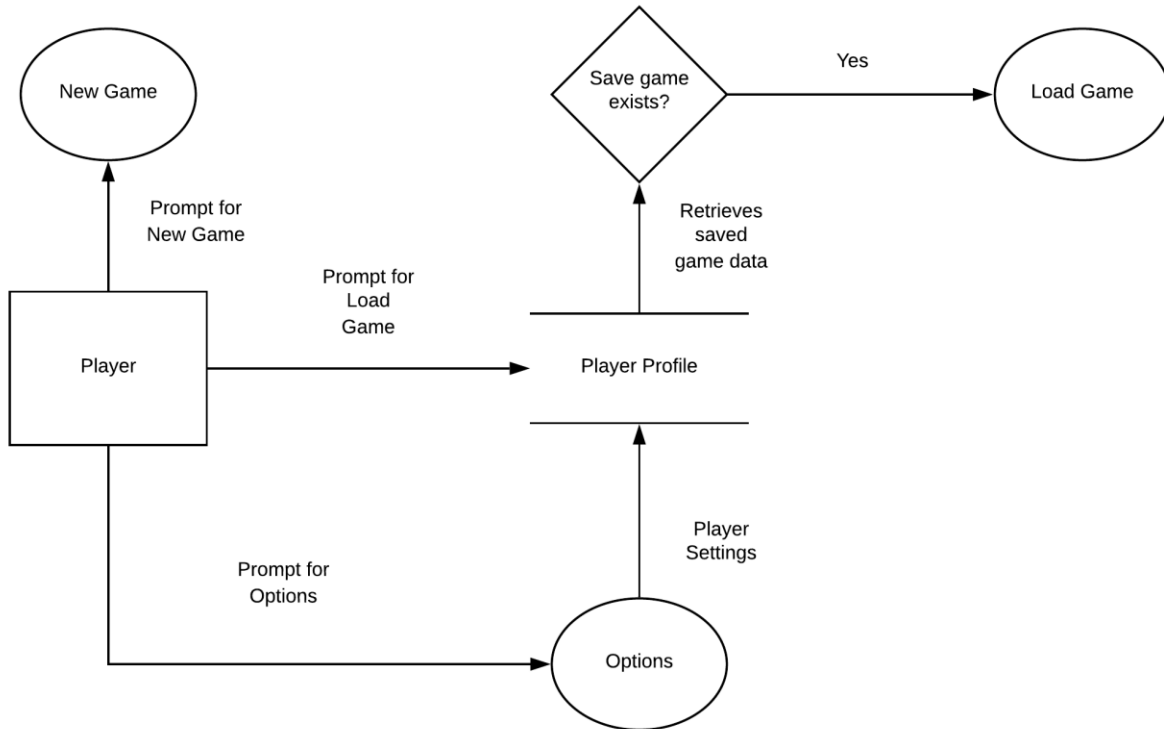 New Game
Save game
exists?
Yes
Load Game
Prompt for
New Game
Retrieves
saved
game data
Prompt for
Load
Game
Player
Player Profile
Player
Settings
Prompt for
Options
Options